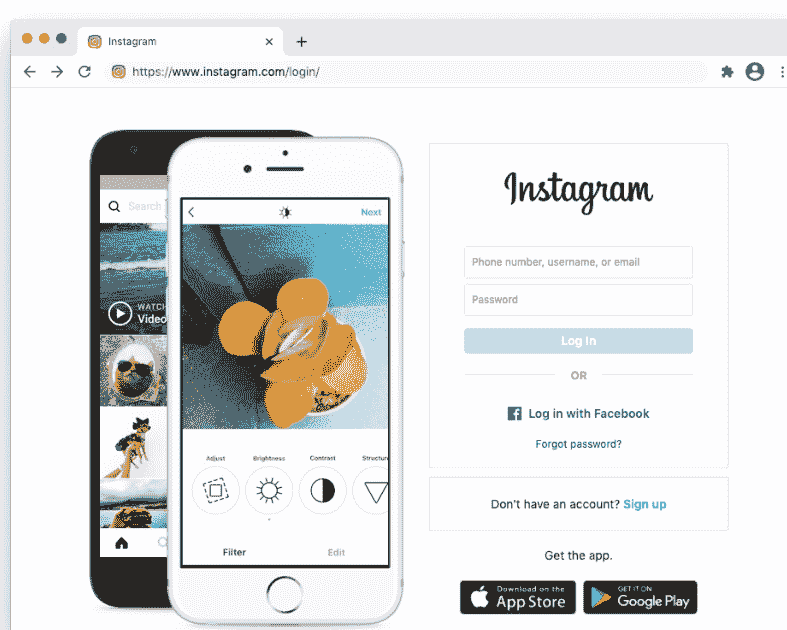 Instagram
https://www.instagram.com/login/
Search
WATCH
Video
Next
Adjust
Brightness
Contrast
Structure
Filter
Edit
Instagram
Phone number, username, or email
Password
Log In
OR
Log in with Facebook
Forgot password?
Don't have an account? Sign up
Get the app.
Download on the
App Store
GET IT ON
Google Play